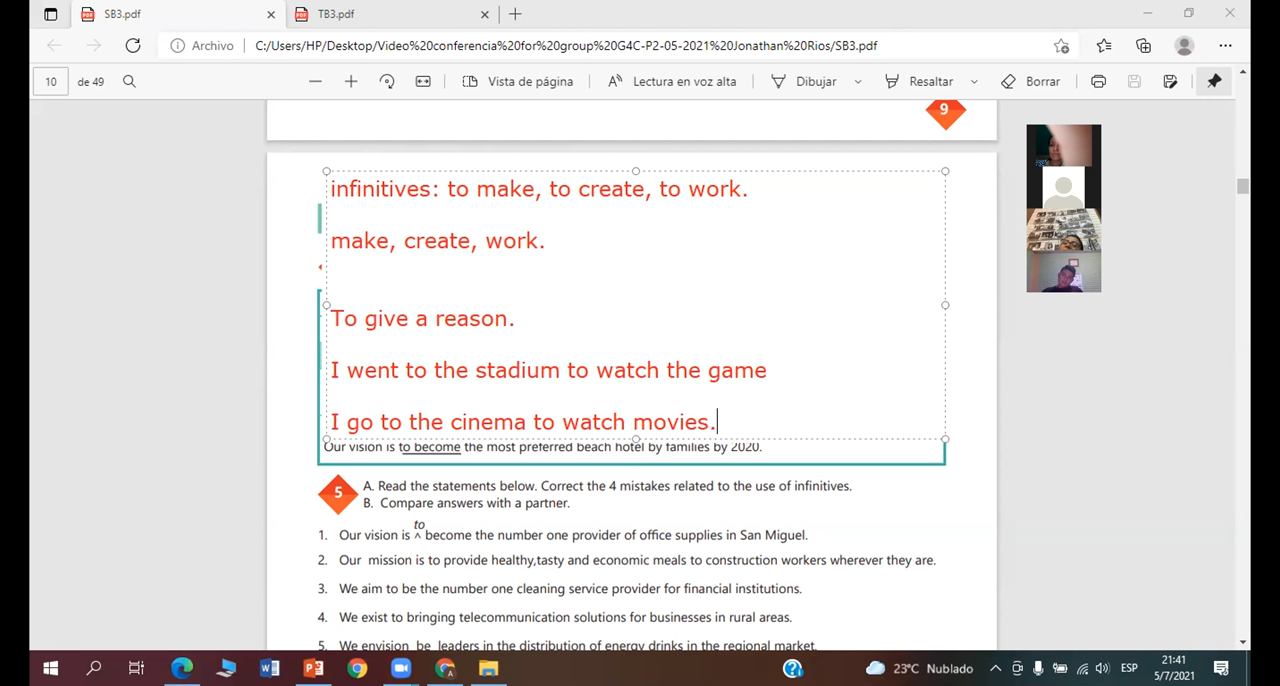 SB3.pdf
TB3.pdf
Archivo
C:/Users/HP/Desktop/Video%20conferencia%20for%20group%20G4C-P2-05-2021%20Jonathan%20Rios/SB3.pdf
10 de 49
Vista de página
Lectura en voz alta
Dibujar
Resaltar
Borrar
9
infinitives: to make, to create, to work.
make, create, work.
To give a reason.
I went to the stadium to watch the game
I go to the cinema to watch movies.
Our vision is to become the most preferred beach hotel by families by 2020.
5
A. Read the statements below. Correct the 4 mistakes related to the use of infinitives.
B. Compare answers with a partner.
to
1. Our vision is ^ become the number one provider of office supplies in San Miguel.
2. Our mission is to provide healthy,tasty and economic meals to construction workers wherever they are.
3. We aim to be the number one cleaning service provider for financial institutions.
4. We exist to bringing telecommunication solutions for businesses in rural areas.
5. We envision be leaders in the distribution of energy drinks in the regional market.
23°C Nublado
ESP
21:41
5/7/2021